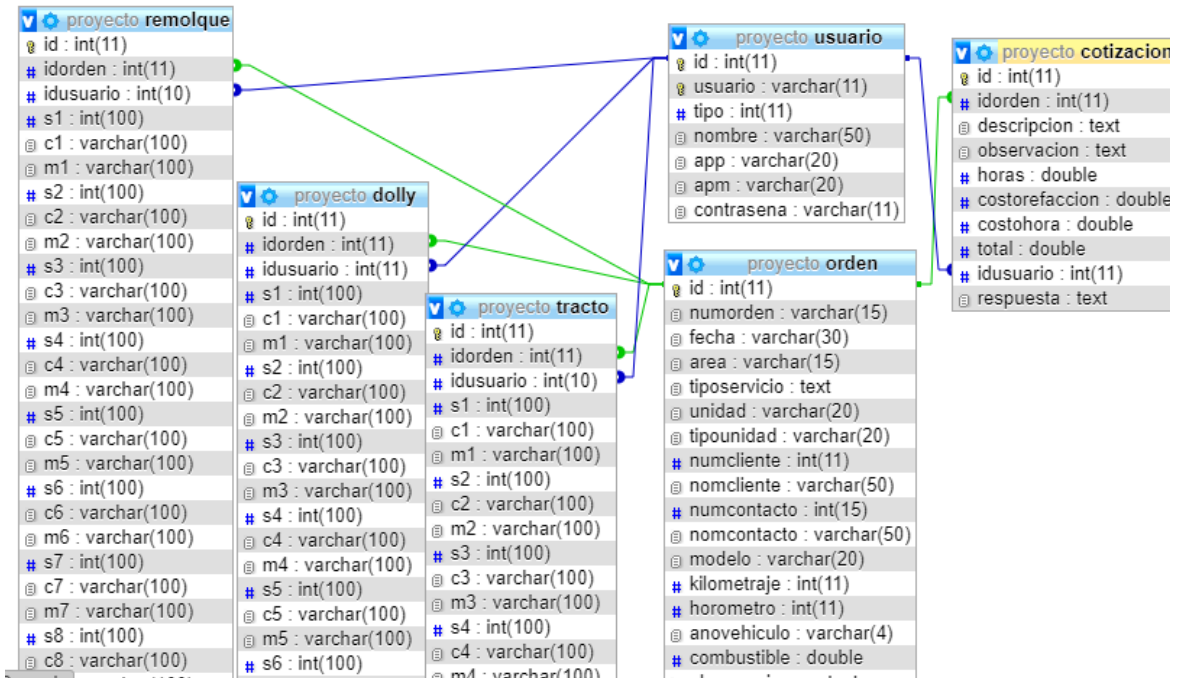 proyecto remolque
id : int(11)
idorden : int(11)
idusuario : int(10)
s1 : int(100)
c1 : varchar(100)
m1 : varchar(100)
s2 : int(100)
c2 : varchar(100)
m2 : varchar(100)
s3 : int(100)
c3 : varchar(100)
m3 : varchar(100)
s4 : int(100)
c4 : varchar(100)
m4 : varchar(100)
s5 : int(100)
c5 : varchar(100)
m5 : varchar(100)
s6 : int(100)
c6 : varchar(100)
m6 : varchar(100)
s7 : int(100)
c7 : varchar(100)
m7 : varchar(100)
s8 : int(100)
c8 : varchar(100)
proyecto dolly
id : int(11)
idorden : int(11)
idusuario : int(11)
s1 : int(100)
c1 : varchar(100)
m1 : varchar(100)
s2 : int(100)
c2 : varchar(100)
m2 : varchar(100)
s3 : int(100)
c3 : varchar(100)
m3 : varchar(100)
s4 : int(100)
c4 : varchar(100)
m4 : varchar(100)
s5 : int(100)
c5 : varchar(100)
m5 : varchar(100)
s6 : int(100)
proyecto tracto
id : int(11)
idorden : int(11)
idusuario : int(10)
s1 : int(100)
c1 : varchar(100)
m1 : varchar(100)
s2 : int(100)
c2 : varchar(100)
m2 : varchar(100)
s3 : int(100)
c3 : varchar(100)
m3 : varchar(100)
s4 : int(100)
c4 : varchar(100)
m4 : varchar(100)
proyecto usuario
id : int(11)
usuario : varchar(11)
tipo : int(11)
nombre : varchar(50)
app : varchar(20)
apm : varchar(20)
contrasena : varchar(11)
proyecto orden
id : int(11)
numorden : varchar(15)
fecha : varchar(30)
area : varchar(15)
tiposervicio : text
unidad : varchar(20)
tipounidad : varchar(20)
numcliente : int(11)
nomcliente : varchar(50)
numcontacto : int(15)
nomcontacto : varchar(50)
modelo : varchar(20)
kilometraje : int(11)
horometro : int(11)
anovehiculo : varchar(4)
combustible : double
proyecto cotizacion
id : int(11)
idorden : int(11)
descripcion : text
observacion : text
horas : double
costorefaccion : double
costohora : double
total : double
idusuario : int(11)
respuesta : text